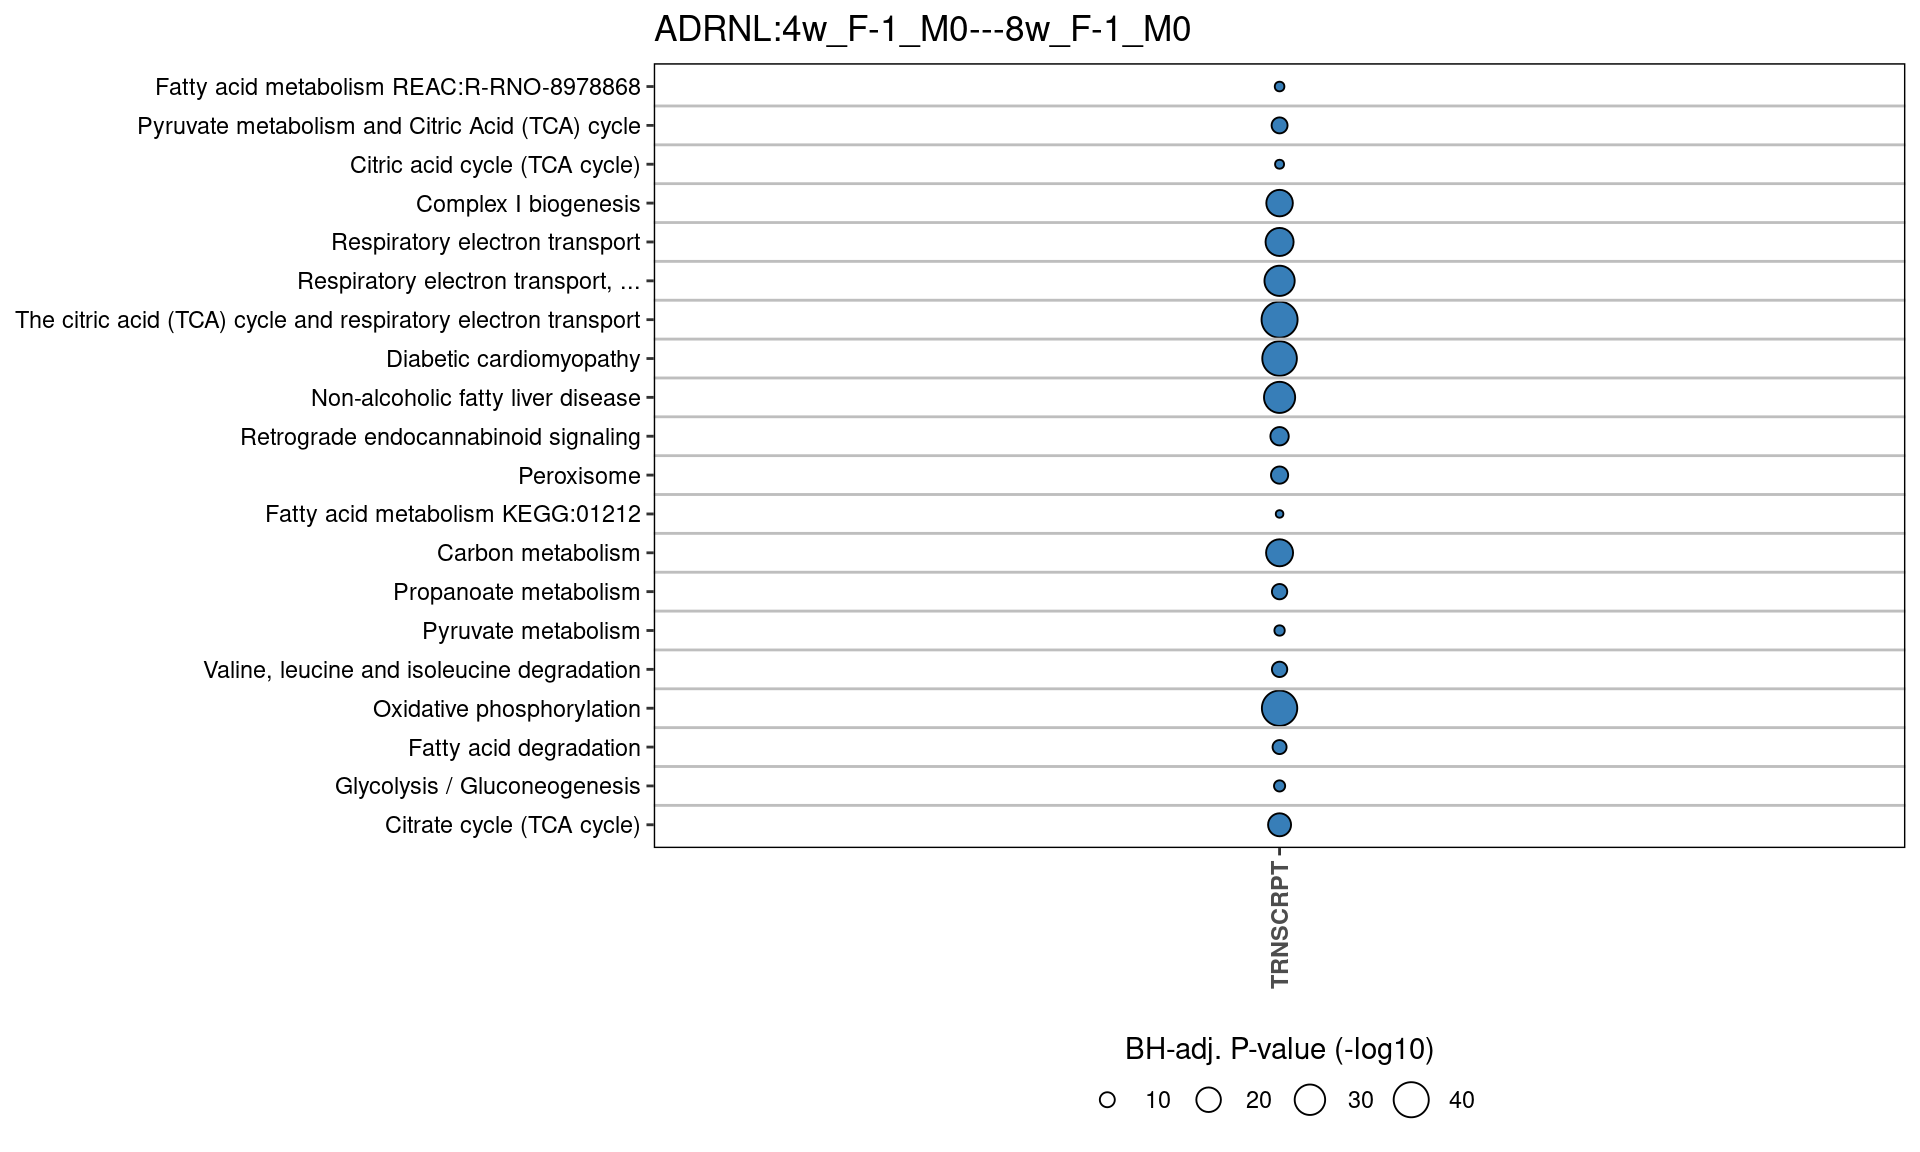 ADRNL:4w_F-1_M0---8w_F-1_M0
Fatty acid metabolism REAC:R-RNO-8978868
Pyruvate metabolism and Citric Acid (TCA) cycle
Citric acid cycle (TCA cycle)
Complex I biogenesis
Respiratory electron transport
Respiratory electron transport, ...
The citric acid (TCA) cycle and respiratory electron transport
Diabetic cardiomyopathy
Non-alcoholic fatty liver disease
Retrograde endocannabinoid signaling
Peroxisome
Fatty acid metabolism KEGG:01212
Carbon metabolism
Propanoate metabolism
Pyruvate metabolism
Valine, leucine and isoleucine degradation
Oxidative phosphorylation
Fatty acid degradation
Glycolysis / Gluconeogenesis
Citrate cycle (TCA cycle)
TRNSCRPT
BH-adj. P-value (-log10)
10 20 30 40